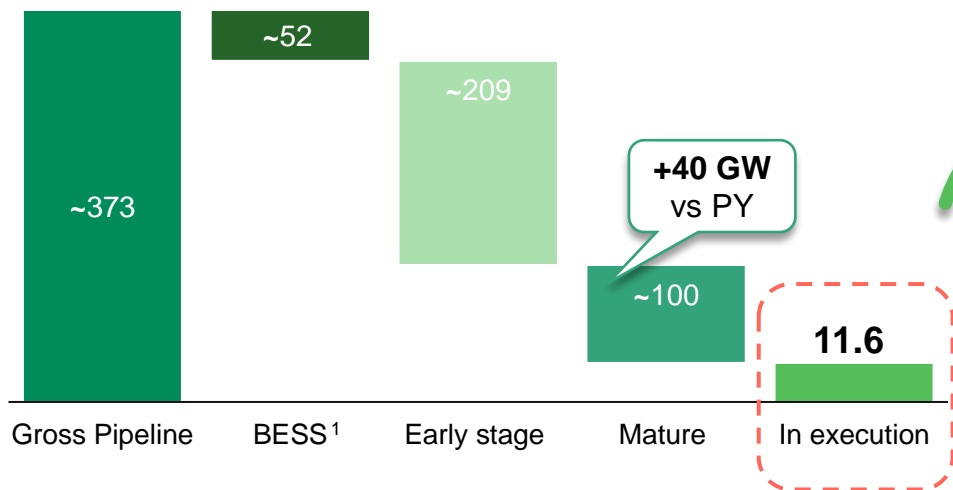 ~52
~209
+40 GW
vs PY
~373
~100
11.6
Gross Pipeline
BESS¹
Early stage
Mature
In execution